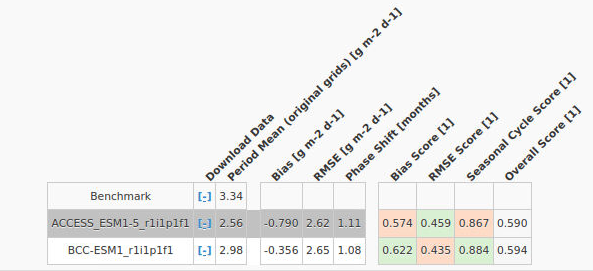 Download Data
Period Mean (original grids) [g m-2 d-1]
Bias [g m-2 d-1]
RMSE [g m-2 d-1]
Phase Shift [months]
Bias Score [1]
RMSE Score [1]
Seasonal Cycle Score [1]
Overall Score [1]
Benchmark [-] 3.34
ACCESS_ESM1-5_r1i1p1f1 [-] 2.56 -0.790 2.62 1.11 0.574 0.459 0.867 0.590
BCC-ESM1_r1i1p1f1 [-] 2.98 -0.356 2.65 1.08 0.622 0.435 0.884 0.594